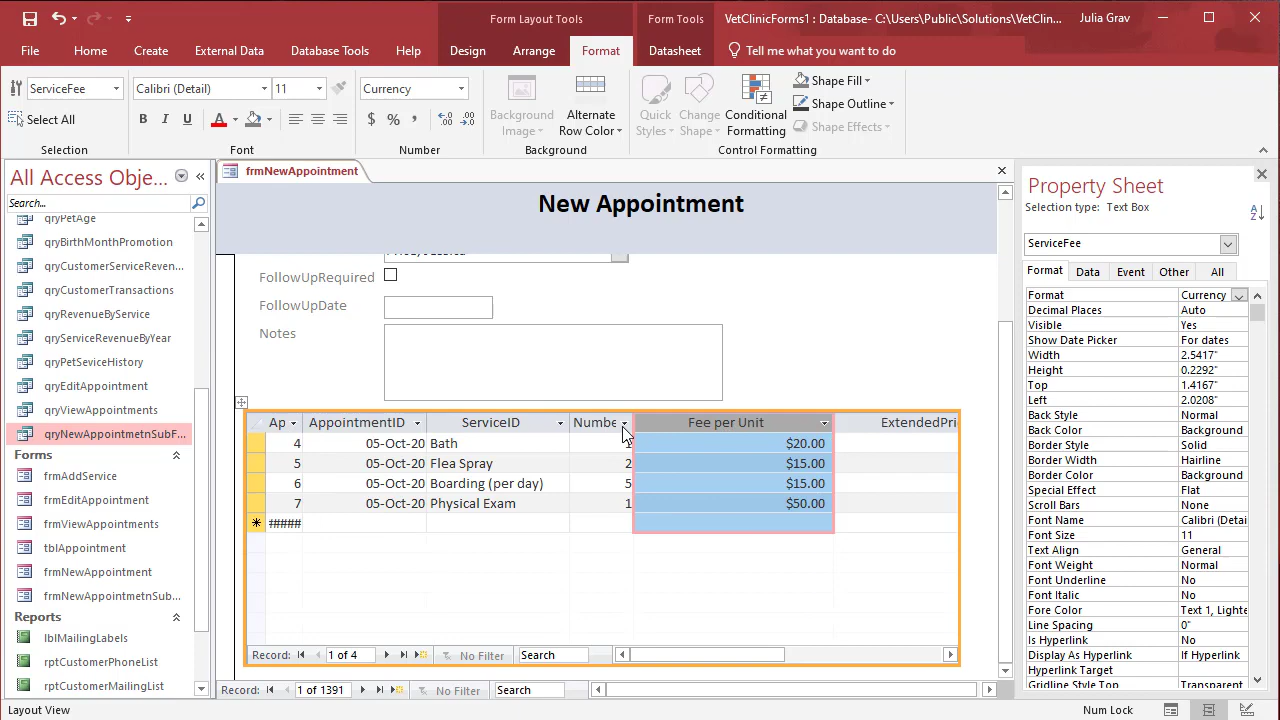 Form Layout Tools
Form Tools
VetClinicForms1 : Database- C:\Users\Public\Solutions\VetClin...
Julia Grav
File
Home
Create
External Data
Database Tools
Help
Design
Arrange
Format
Datasheet
Tell me what you want to do
ServiceFee
Calibri (Detail)
11
Currency
Select All
B I U A
$ % ,
Background Image
Alternate Row Color
Quick Styles
Change Shape
Conditional Formatting
Shape Fill
Shape Outline
Shape Effects
Selection
Font
Number
Background
Control Formatting
All Access Obje...
Search...
qryPetAge
qryBirthMonthPromotion
qryCustomerServiceReven...
qryCustomerTransactions
qryRevenueByService
qryServiceRevenueByYear
qryPetSeviceHistory
qryEditAppointment
qryViewAppointments
qryNewAppointmetnSubF...
Forms
frmAddService
frmEditAppointment
frmViewAppointments
tblAppointment
frmNewAppointment
frmNewAppointmetnSub...
Reports
lblMailingLabels
rptCustomerPhoneList
rptCustomerMailingList
frmNewAppointment
New Appointment
FollowUpRequired
FollowUpDate
Notes
Ap AppointmentID ServiceID Numbe Fee per Unit ExtendedPri
4 05-Oct-20 Bath $20.00
5 05-Oct-20 Flea Spray 2 $15.00
6 05-Oct-20 Boarding (per day) 5 $15.00
7 05-Oct-20 Physical Exam 1 $50.00
* #####
Record: 1 of 4 No Filter Search
Record: 1 of 1391 No Filter Search
Property Sheet
Selection type: Text Box
ServiceFee
Format Data Event Other All
Format Currency
Decimal Places Auto
Visible Yes
Show Date Picker For dates
Width 2.5417"
Height 0.2292"
Top 1.4167"
Left 2.0208"
Back Style Normal
Back Color Background
Border Style Solid
Border Width Hairline
Border Color Background
Special Effect Flat
Scroll Bars None
Font Name Calibri (Detai
Font Size 11
Text Align General
Font Weight Normal
Font Underline No
Font Italic No
Fore Color Text 1, Lighte
Line Spacing 0"
Is Hyperlink No
Display As Hyperlink If Hyperlink
Hyperlink Target
Gridline Style Top Transparent
Layout View
Num Lock